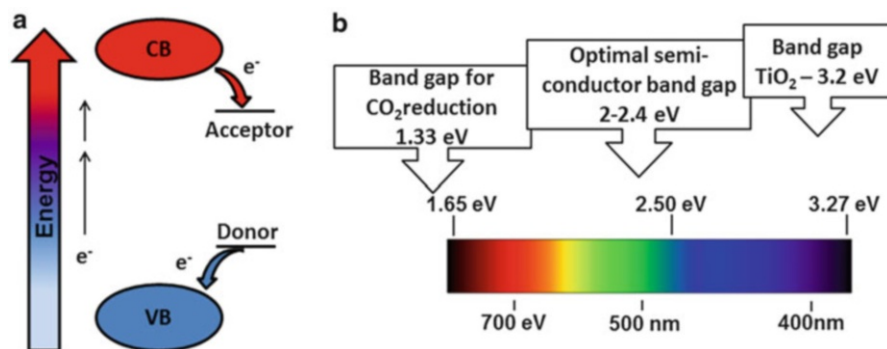 a
CB
e-
Acceptor
Energy
e-
Donor
e-
VB
b
Band gap for
CO2reduction
1.33 eV
Optimal semi-
conductor band gap
2-2.4 eV
Band gap
TiO2 – 3.2 eV
1.65 eV
2.50 eV
3.27 eV
700 eV
500 nm
400nm